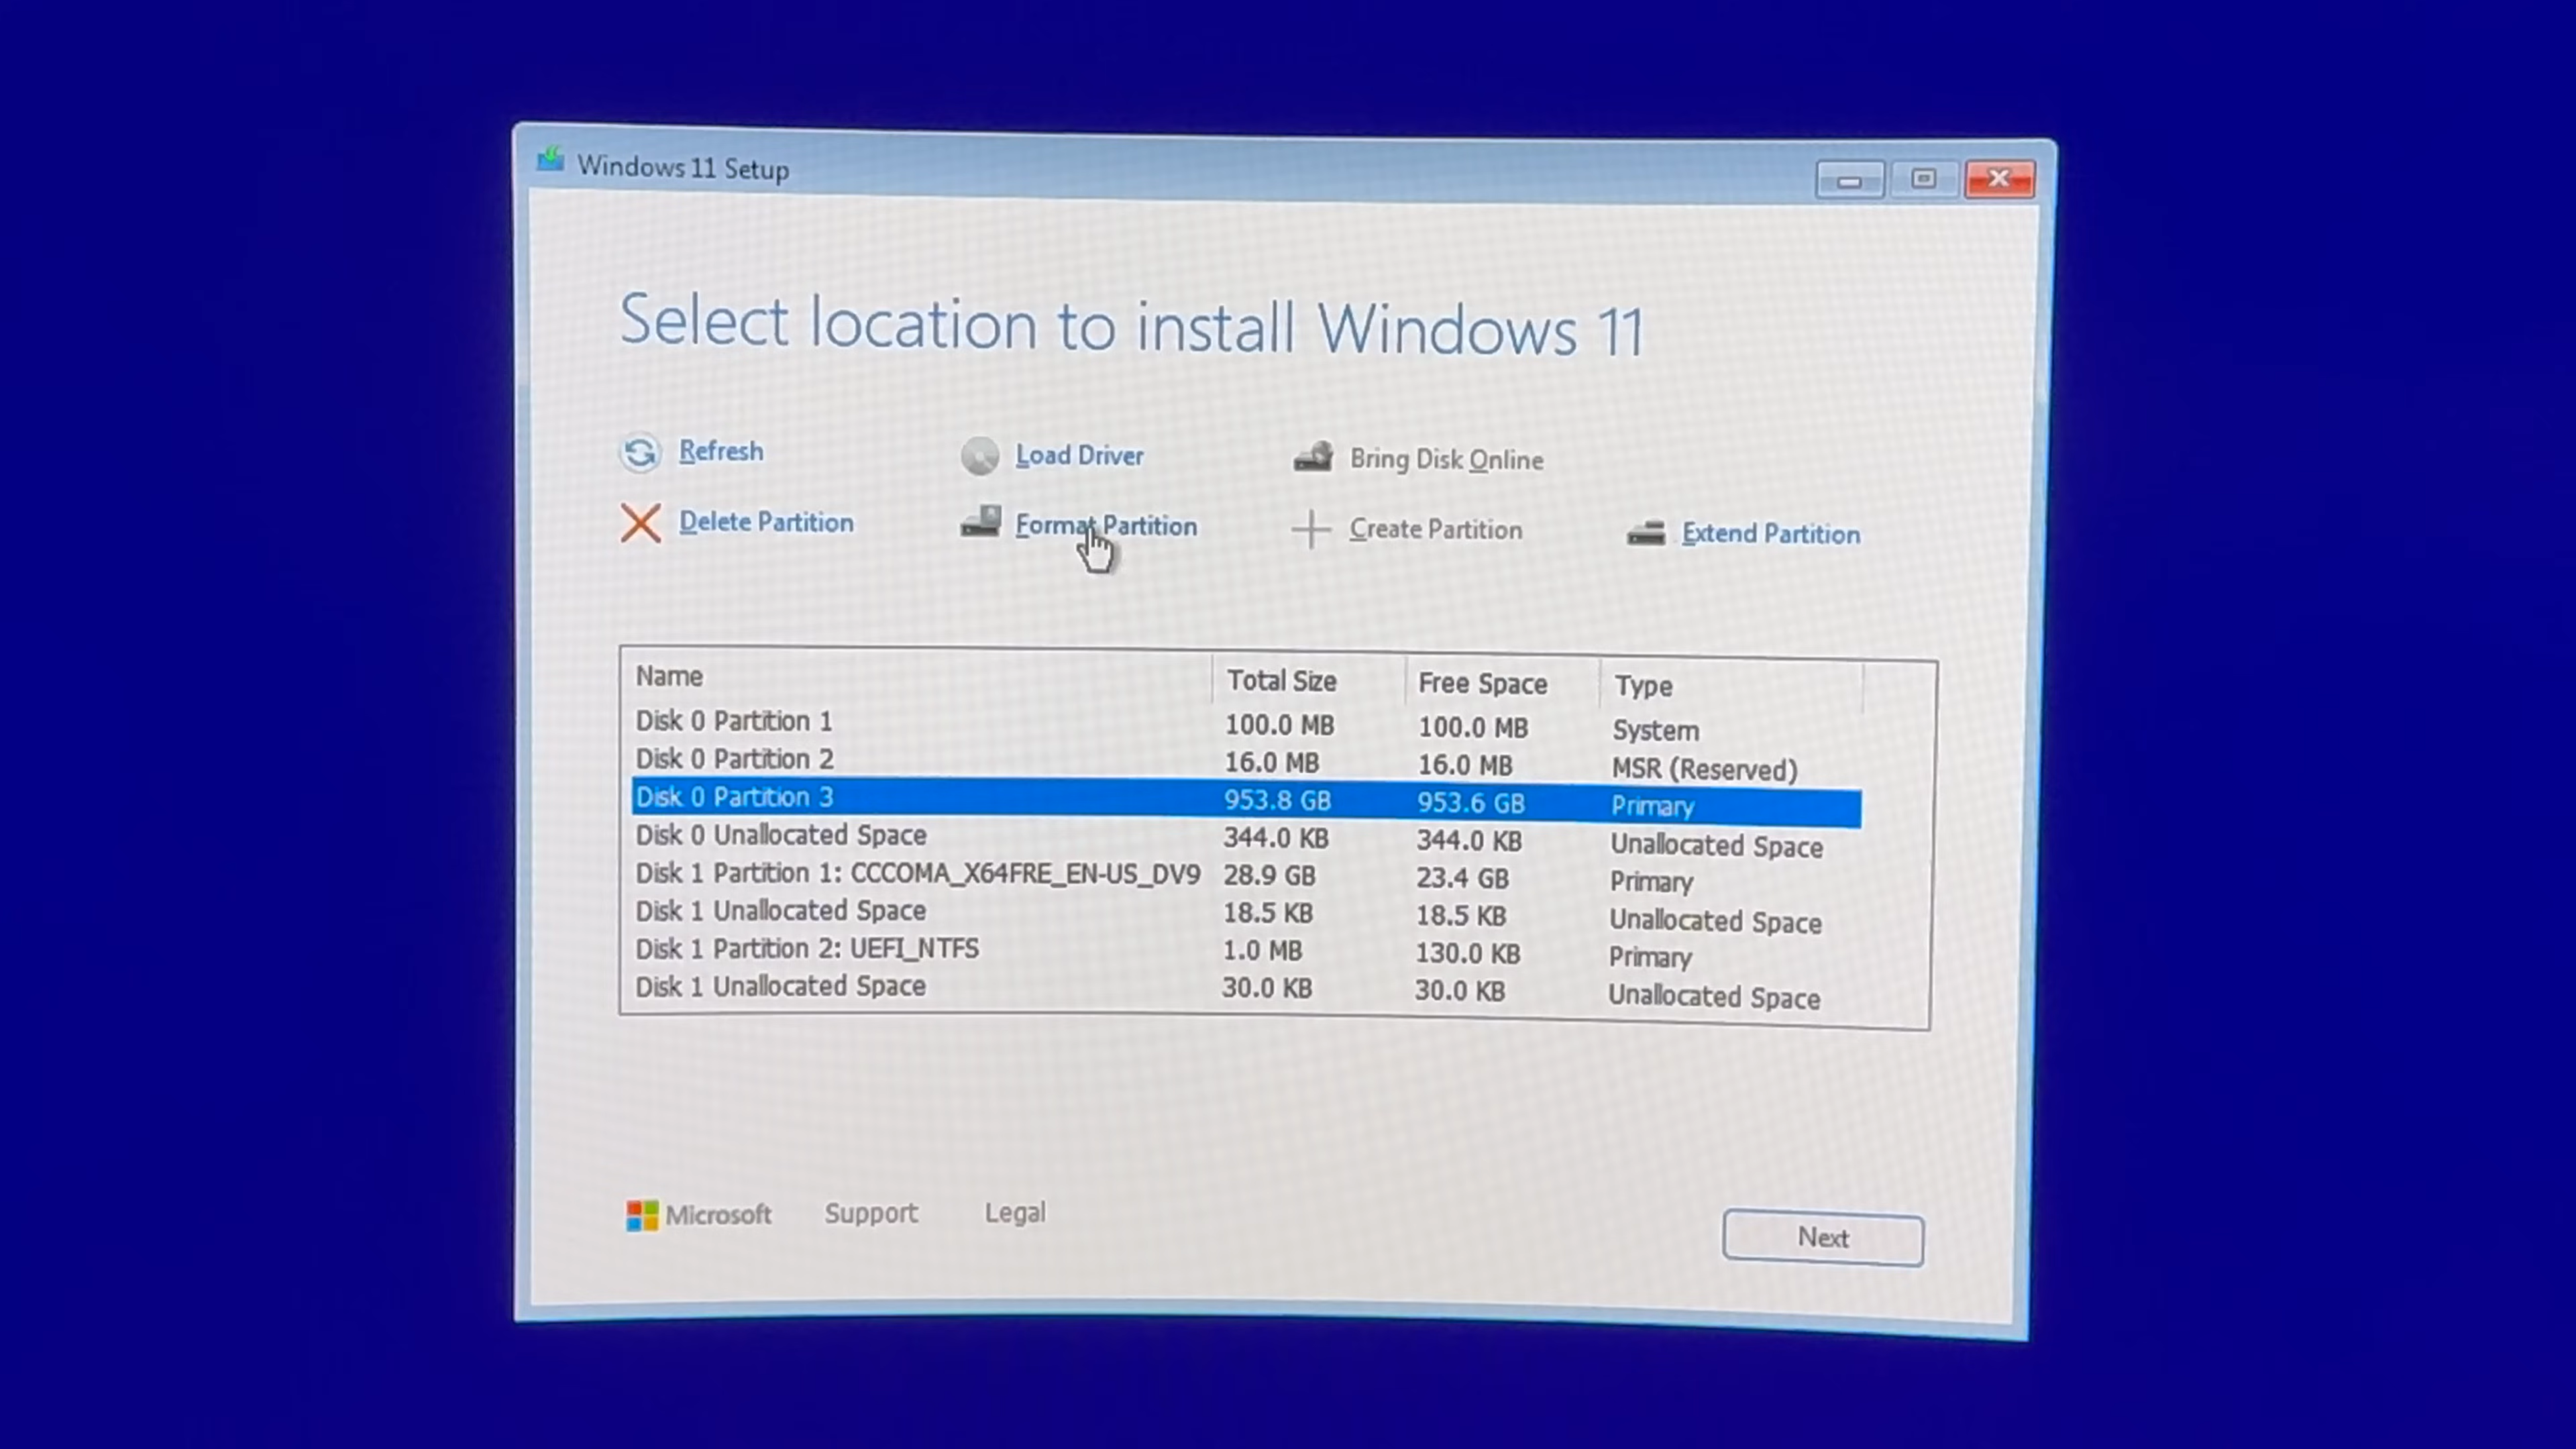 Windows 11 Setup
Select location to install Windows 11
Refresh Load Driver Bring Disk Online
Delete Partition Format Partition Create Partition Extend Partition
Name Total Size Free Space Type
Disk 0 Partition 1 100.0 MB 100.0 MB System
Disk 0 Partition 2 16.0 MB 16.0 MB MSR (Reserved)
Disk 0 Partition 3 953.8 GB 953.6 GB Primary
Disk 0 Unallocated Space 344.0 KB 344.0 KB Unallocated Space
Disk 1 Partition 1: CCCOMA_X64FRE_EN-US_DV9 28.9 GB 23.4 GB Primary
Disk 1 Unallocated Space 18.5 KB 18.5 KB Unallocated Space
Disk 1 Partition 2: UEFI_NTFS 1.0 MB 130.0 KB Primary
Disk 1 Unallocated Space 30.0 KB 30.0 KB Unallocated Space
Microsoft Support Legal
Next